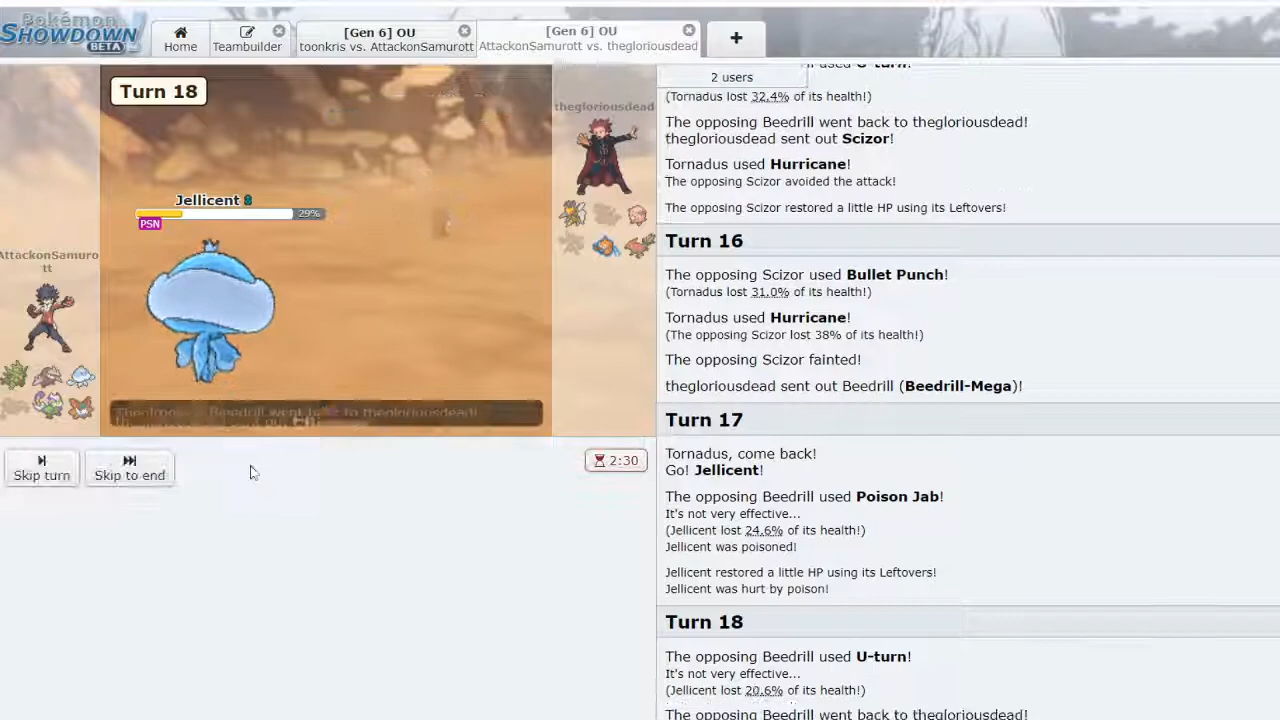 Pokémon
SHOWDOWN
BETA
Home
Teambuilder
[Gen 6] OU
toonkris vs. AttackonSamurott
[Gen 6] OU
AttackonSamurott vs. thegloriousdead
+
Turn 18
Jellicent
29%
PSN
AttackonSamuro
tt
thegloriousdead
Skip turn
Skip to end
2:30
2 users
(Tornadus lost 32.4% of its health!)
The opposing Beedrill went back to thegloriousdead!
thegloriousdead sent out Scizor!
Tornadus used Hurricane!
The opposing Scizor avoided the attack!
The opposing Scizor restored a little HP using its Leftovers!
Turn 16
The opposing Scizor used Bullet Punch!
(Tornadus lost 31.0% of its health!)
Tornadus used Hurricane!
(The opposing Scizor lost 38% of its health!)
The opposing Scizor fainted!
thegloriousdead sent out Beedrill (Beedrill-Mega)!
Turn 17
Tornadus, come back!
Go! Jellicent!
The opposing Beedrill used Poison Jab!
It's not very effective...
(Jellicent lost 24.6% of its health!)
Jellicent was poisoned!
Jellicent restored a little HP using its Leftovers!
Jellicent was hurt by poison!
Turn 18
The opposing Beedrill used U-turn!
It's not very effective...
(Jellicent lost 20.6% of its health!)
The opposing Beedrill went back to thegloriousdead!